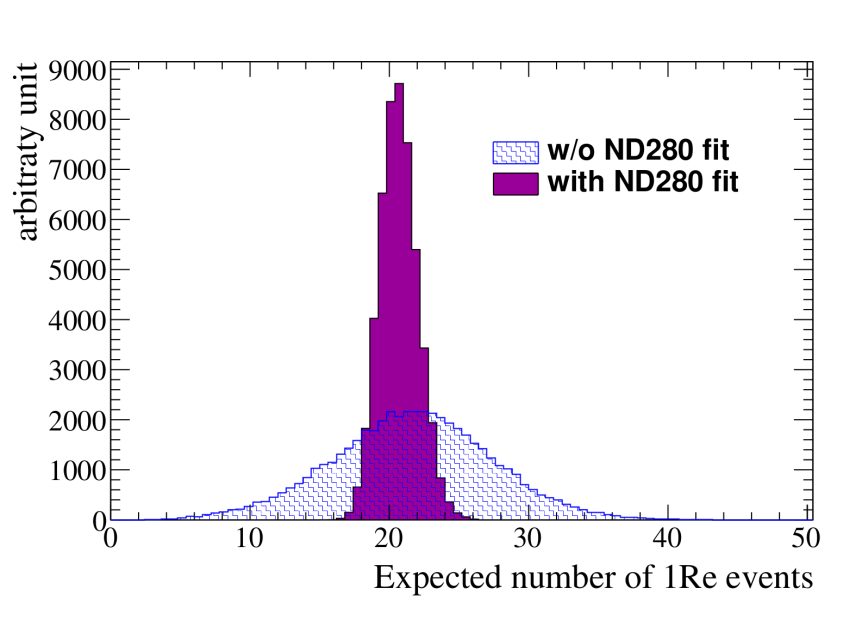 arbitraty unit
9000
8000
7000
6000
5000
4000
3000
2000
1000
0
w/o ND280 fit
with ND280 fit
0 10 20 30 40 50
Expected number of 1Re events